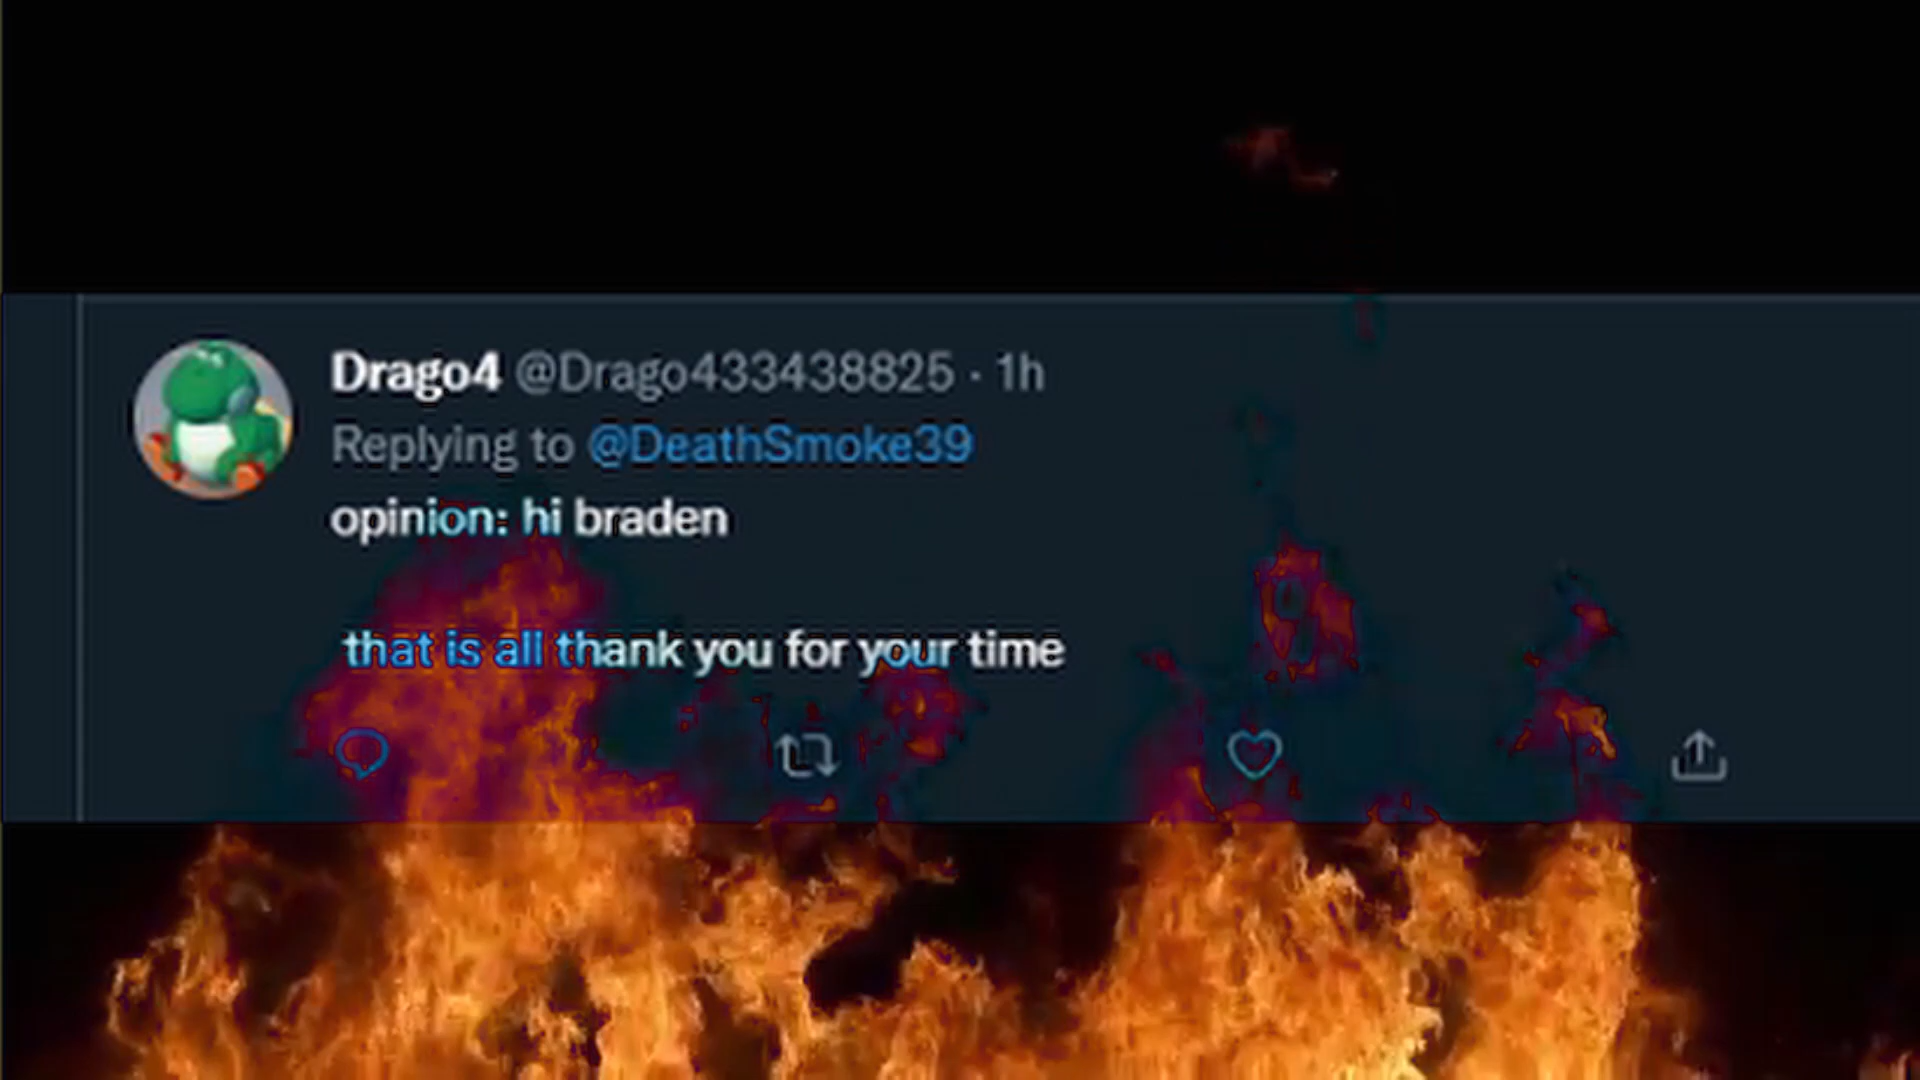 Drago4 @Drago433438825 · 1h
Replying to @DeathSmoke39
opinion: hi braden
that is all thank you for your time